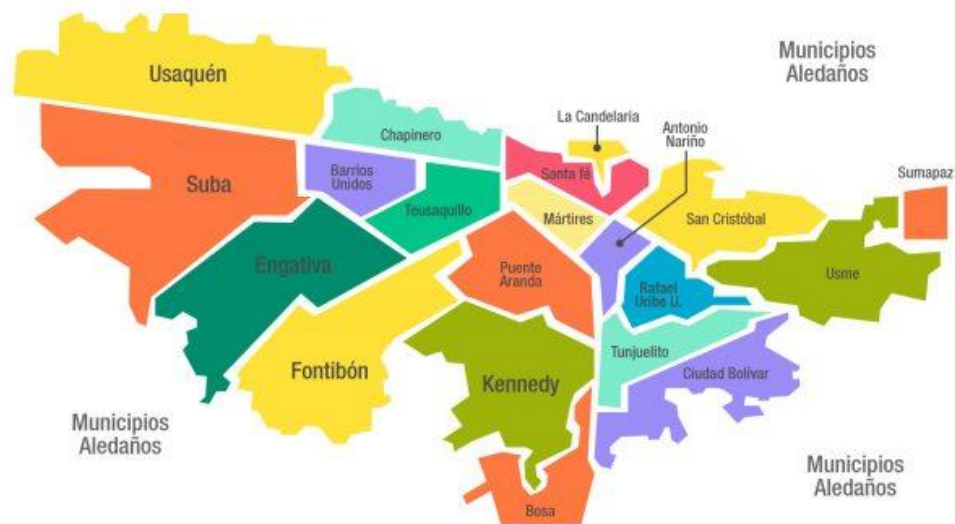 Usaquén
Municipios
Aledaños
La Candelaria
Antonio
Nariño
Chapinero
Barrios
Unidos
Santa fé
Sumapaz
Suba
Teusaquillo
Mártires
San Cristóbal
Engativa
Puente
Aranda
Rafael
Uribe U.
Usme
Fontibón
Kennedy
Tunjuelito
Ciudad Bolívar
Municipios
Aledaños
Municipios
Aledaños
Bosa